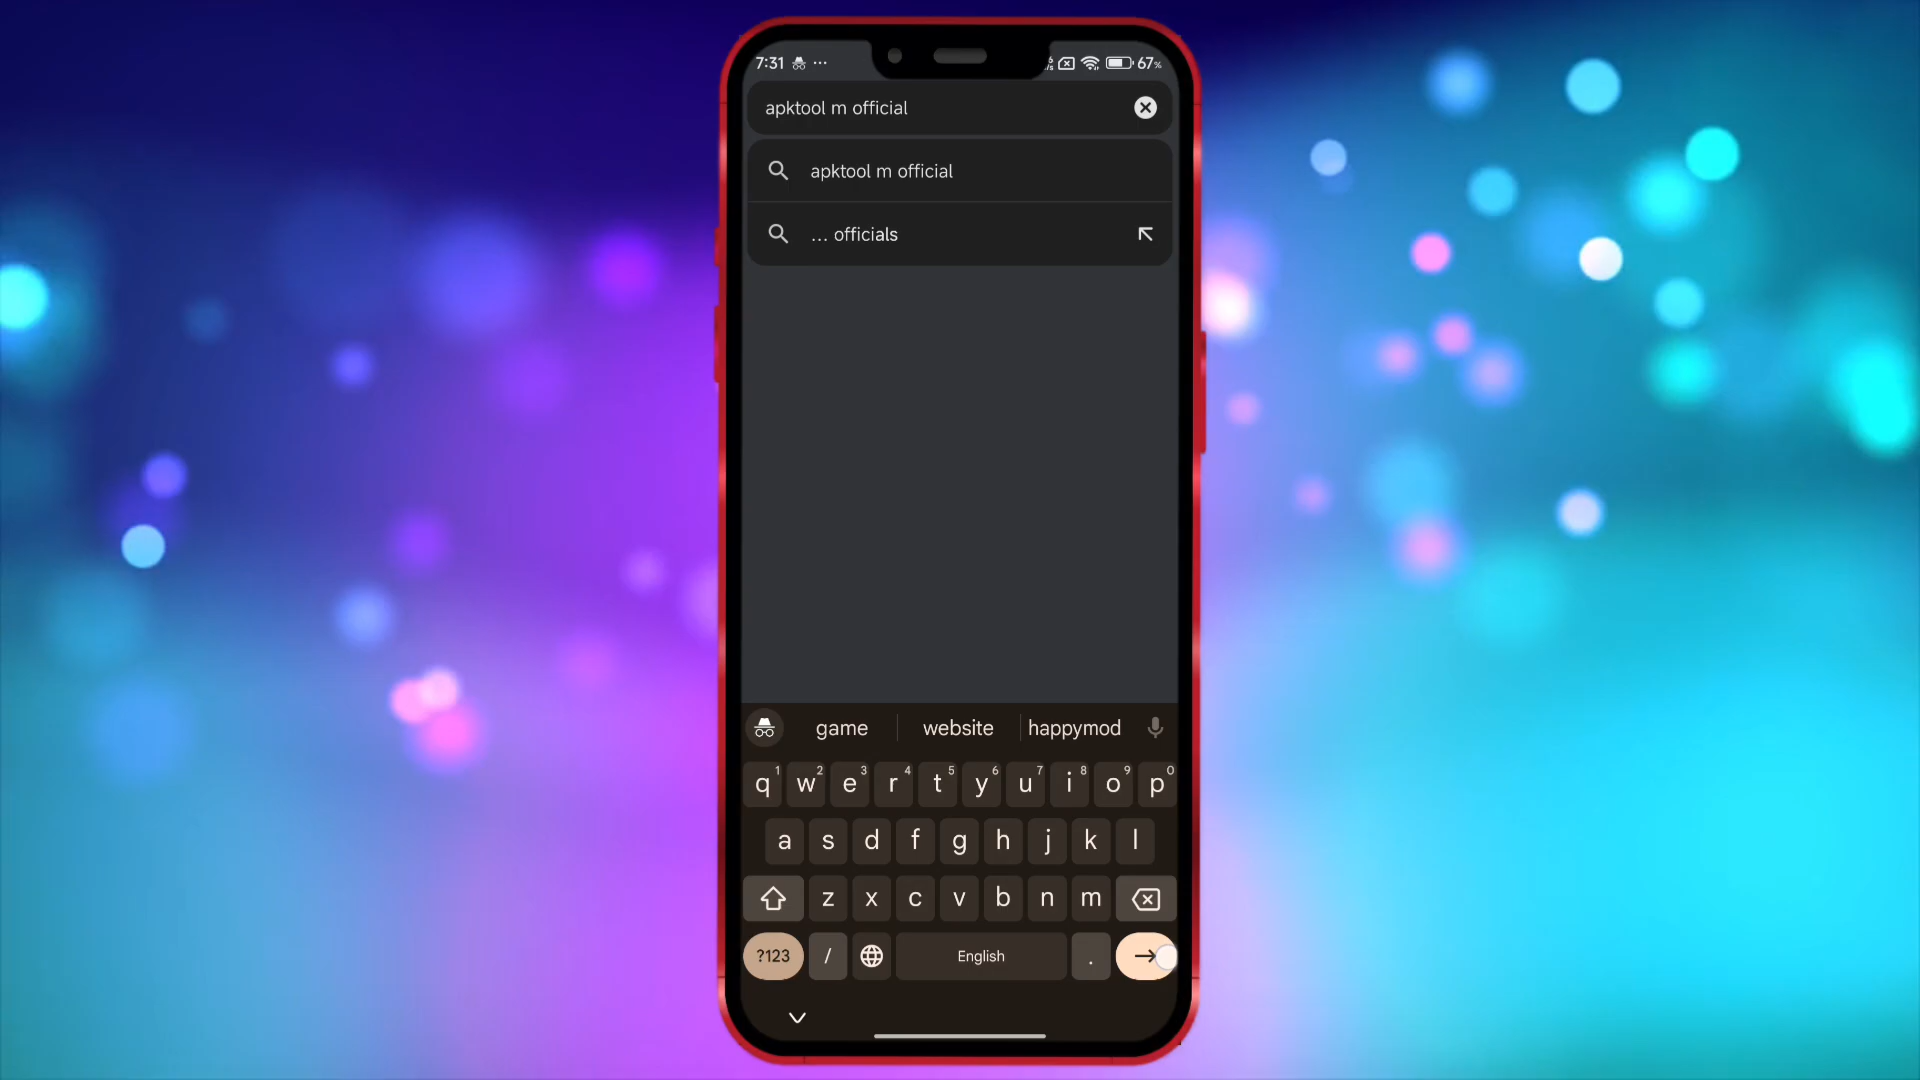 7:31 ... 67%
apktool m official
apktool m official
... officials
game website happymod
q1 w2 e3 r4 t5 y6 u7 i8 o9 p0
a s d f g h j k l
z x c v b n m
?123 / English .